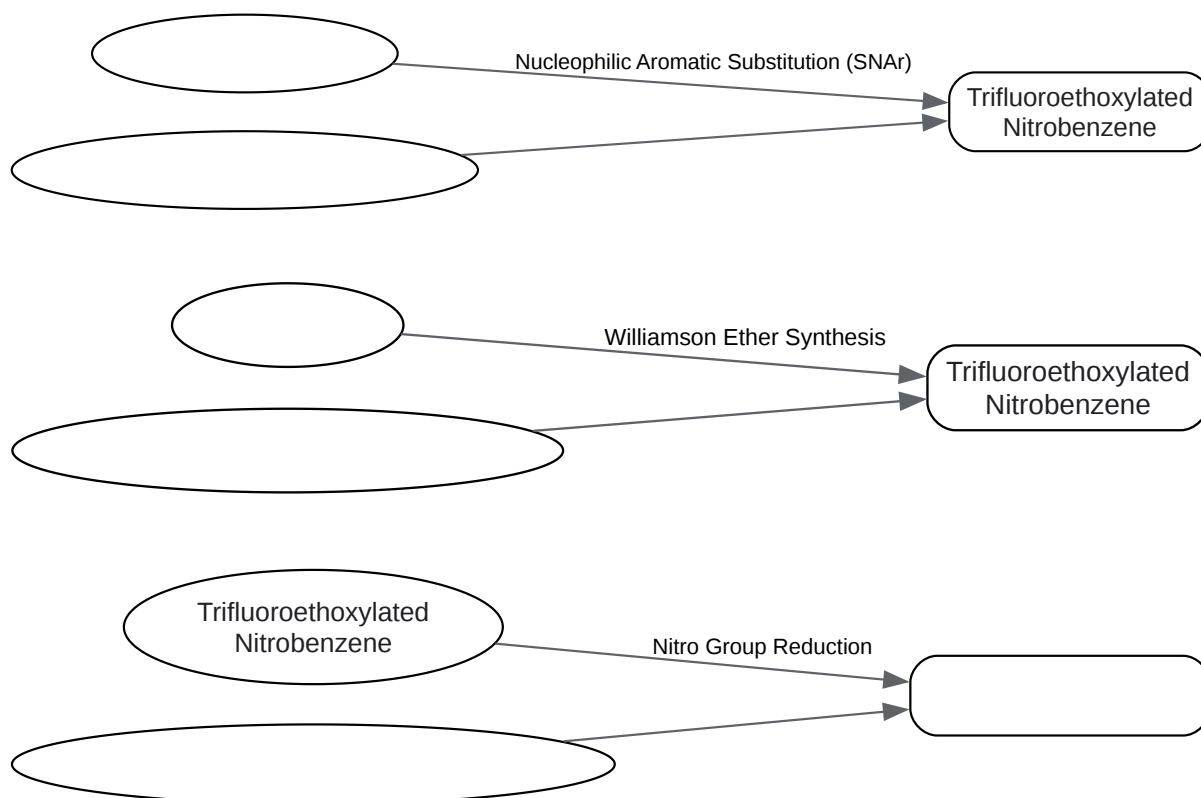 Nucleophilic Aromatic Substitution (SNAr)
Trifluoroethoxylated
Nitrobenzene
Williamson Ether Synthesis
Trifluoroethoxylated
Nitrobenzene
Trifluoroethoxylated
Nitrobenzene
Nitro Group Reduction